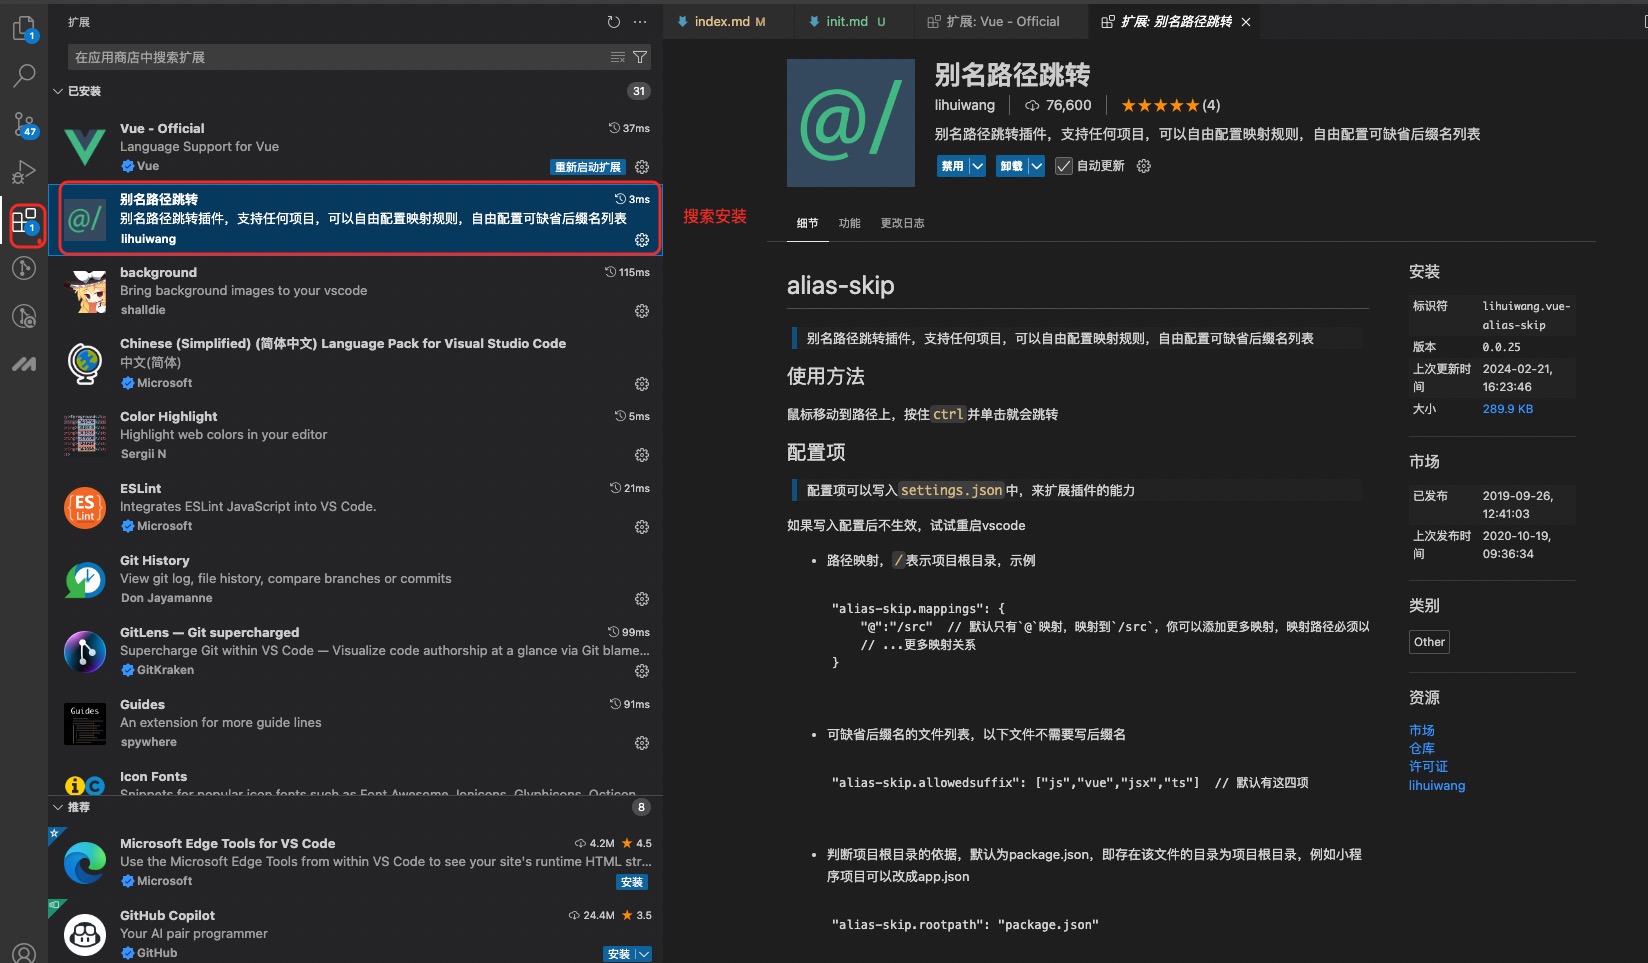 扩展
在应用商店中搜索扩展
已安装
31
Vue - Official
37ms
Language Support for Vue
Vue
重新启动扩展
别名路径跳转
3ms
别名路径跳转插件，支持任何项目，可以自由配置映射规则，自由配置可缺省后缀名列表
lihuiwang
background
115ms
Bring background images to your vscode
shalldie
Chinese (Simplified) (简体中文) Language Pack for Visual Studio Code
中文(简体)
Microsoft
Color Highlight
5ms
Highlight web colors in your editor
Sergii N
ESLint
21ms
Integrates ESLint JavaScript into VS Code.
Microsoft
Git History
View git log, file history, compare branches or commits
Don Jayamanne
GitLens — Git supercharged
99ms
Supercharge Git within VS Code — Visualize code authorship at a glance via Git blame...
GitKraken
Guides
91ms
An extension for more guide lines
spywhere
Icon Fonts
Snippets for popular icon fonts such as Font Awesome, Ionicons, Glyphicons, Octicon...
推荐
8
Microsoft Edge Tools for VS Code
4.2M ★ 4.5
Use the Microsoft Edge Tools from within VS Code to see your site's runtime HTML str...
Microsoft
安装
GitHub Copilot
24.4M ★ 3.5
Your AI pair programmer
GitHub
安装
1
47
1
ES
Lint
Guides
@/
搜索安装
index.md M
init.md U
扩展: Vue - Official
扩展: 别名路径跳转
@/
别名路径跳转
lihuiwang
76,600
★★★★★(4)
别名路径跳转插件，支持任何项目，可以自由配置映射规则，自由配置可缺省后缀名列表
禁用
卸载
自动更新
细节
功能
更改日志
alias-skip
别名路径跳转插件，支持任何项目，可以自由配置映射规则，自由配置可缺省后缀名列表
使用方法
鼠标移动到路径上，按住ctrl并单击就会跳转
配置项
配置项可以写入settings.json中，来扩展插件的能力
如果写入配置后不生效，试试重启vscode
• 路径映射，/表示项目根目录，示例
"alias-skip.mappings": {
"@":"/src" // 默认只有`@`映射，映射到`/src`，你可以添加更多映射，映射路径必须以
// ...更多映射关系
}
• 可缺省后缀名的文件列表，以下文件不需要写后缀名
"alias-skip.allowedsuffix": ["js","vue","jsx","ts"] // 默认有这四项
• 判断项目根目录的依据，默认为package.json，即存在该文件的目录为项目根目录，例如小程
序项目可以改成app.json
"alias-skip.rootpath": "package.json"
安装
标识符
lihuiwang.vue-
alias-skip
版本
0.0.25
上次更新时
间
2024-02-21,
16:23:46
大小
289.9 KB
市场
已发布
2019-09-26,
12:41:03
上次发布时
间
2020-10-19,
09:36:34
类别
Other
资源
市场
仓库
许可证
lihuiwang